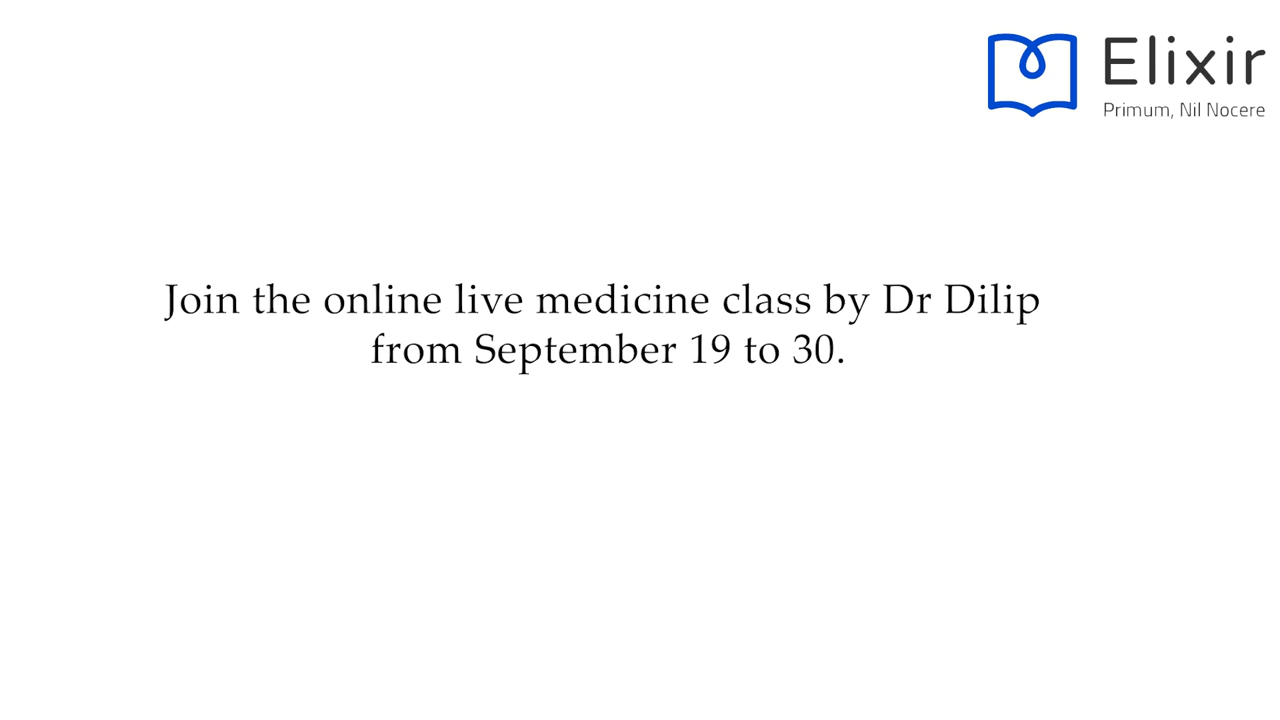 Elixir
Primum, Nil Nocere
Join the online live medicine class by Dr Dilip
from September 19 to 30.